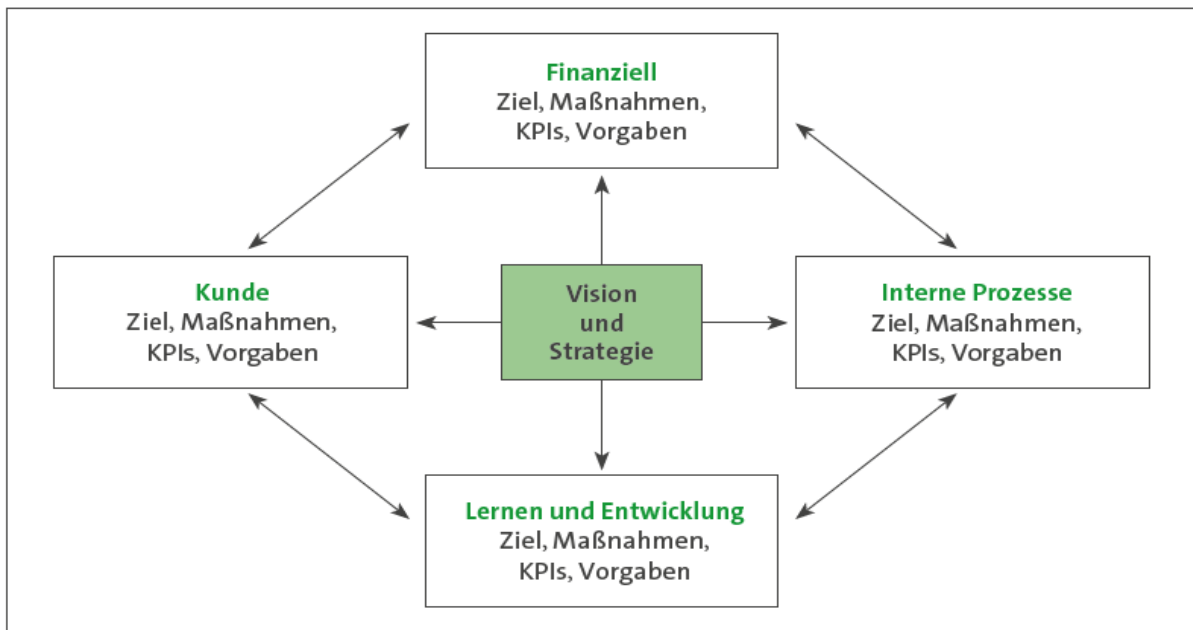 Finanziell
Ziel, Maßnahmen,
KPIs, Vorgaben
Kunde
Ziel, Maßnahmen,
KPIs, Vorgaben
Vision
und
Strategie
Interne Prozesse
Ziel, Maßnahmen,
KPIs, Vorgaben
Lernen und Entwicklung
Ziel, Maßnahmen,
KPIs, Vorgaben